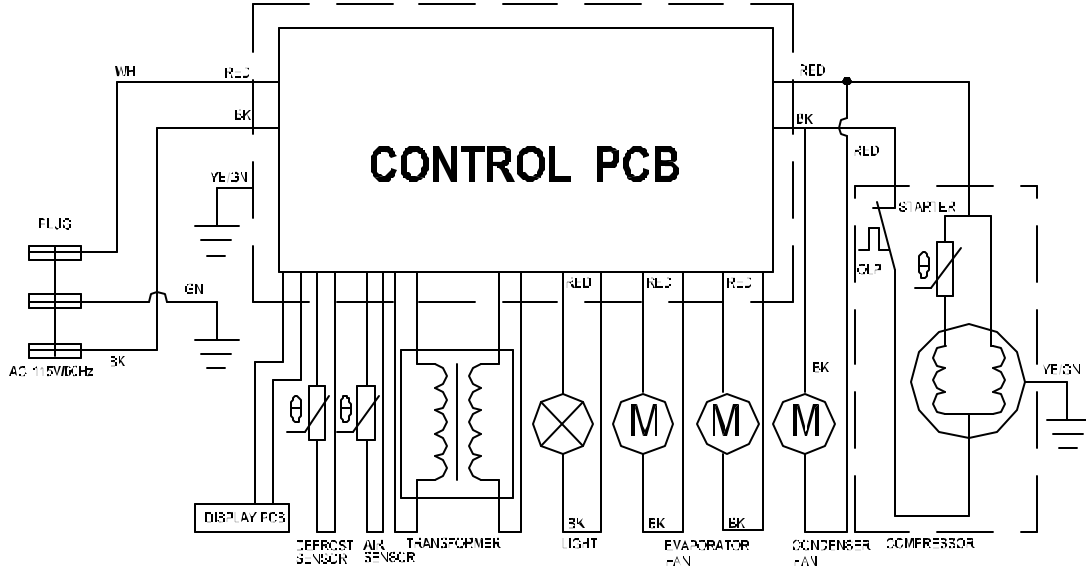 WH
RED
RED
BK
BK
CONTROL PCB
RED
YE/GN
STARTER
PLUG
OLP
θ
GN
RED
RED
RED
BK
AC 115V/60Hz
BK
YE/GN
θ
θ
M
M
M
DISPLAY PCB
BK
BK
BK
DEFROST
SENSOR
AIR
SENSOR
TRANSFORMER
LIGHT
EVAPORATOR
FAN
CONDENSER
FAN
COMPRESSOR